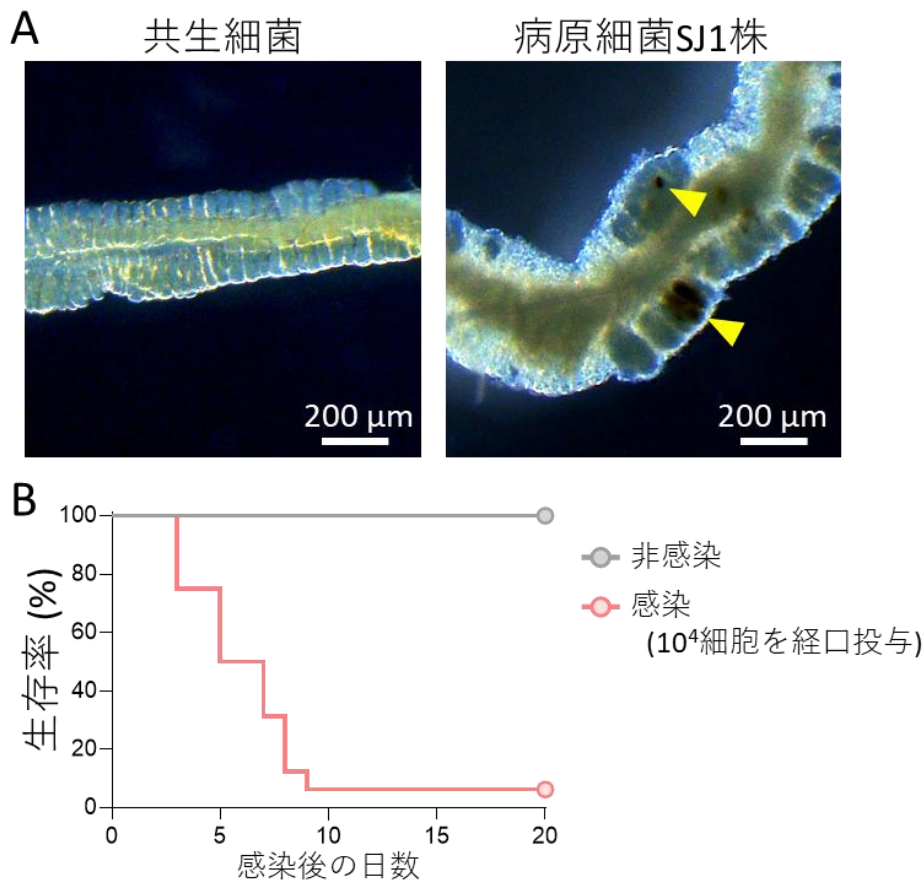 A
共生細菌
病原細菌SJ1株
200 μm
200 μm
B
生存率 (%)
100
80
60
40
20
0
0
5
10
15
20
感染後の日数
非感染
感染
(10⁴細胞を経口投与)